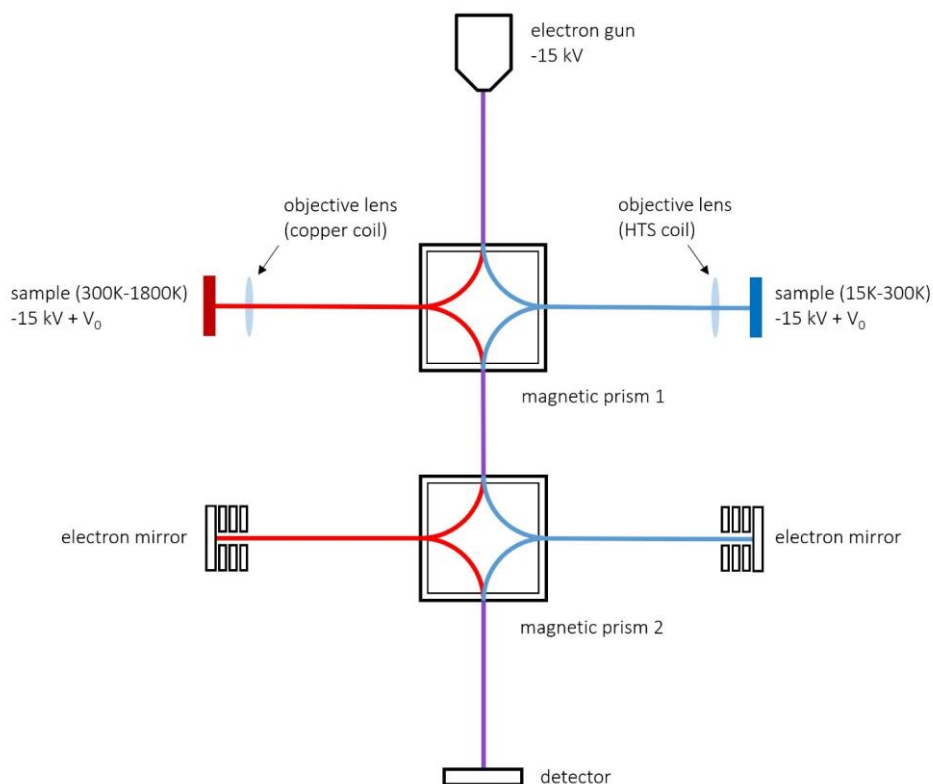 electron gun
-15 kV
objective lens
(copper coil)
objective lens
(HTS coil)
sample (300K-1800K)
-15 kV + V₀
sample (15K-300K)
-15 kV + V₀
magnetic prism 1
electron mirror
electron mirror
magnetic prism 2
detector